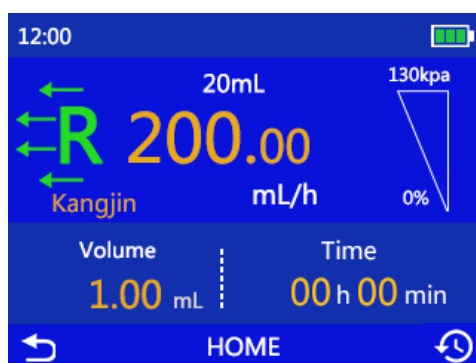 12:00
20mL
130kpa
R 200.00
Kangjin
mL/h
0%
Volume
Time
1.00 mL
00 h 00 min
HOME